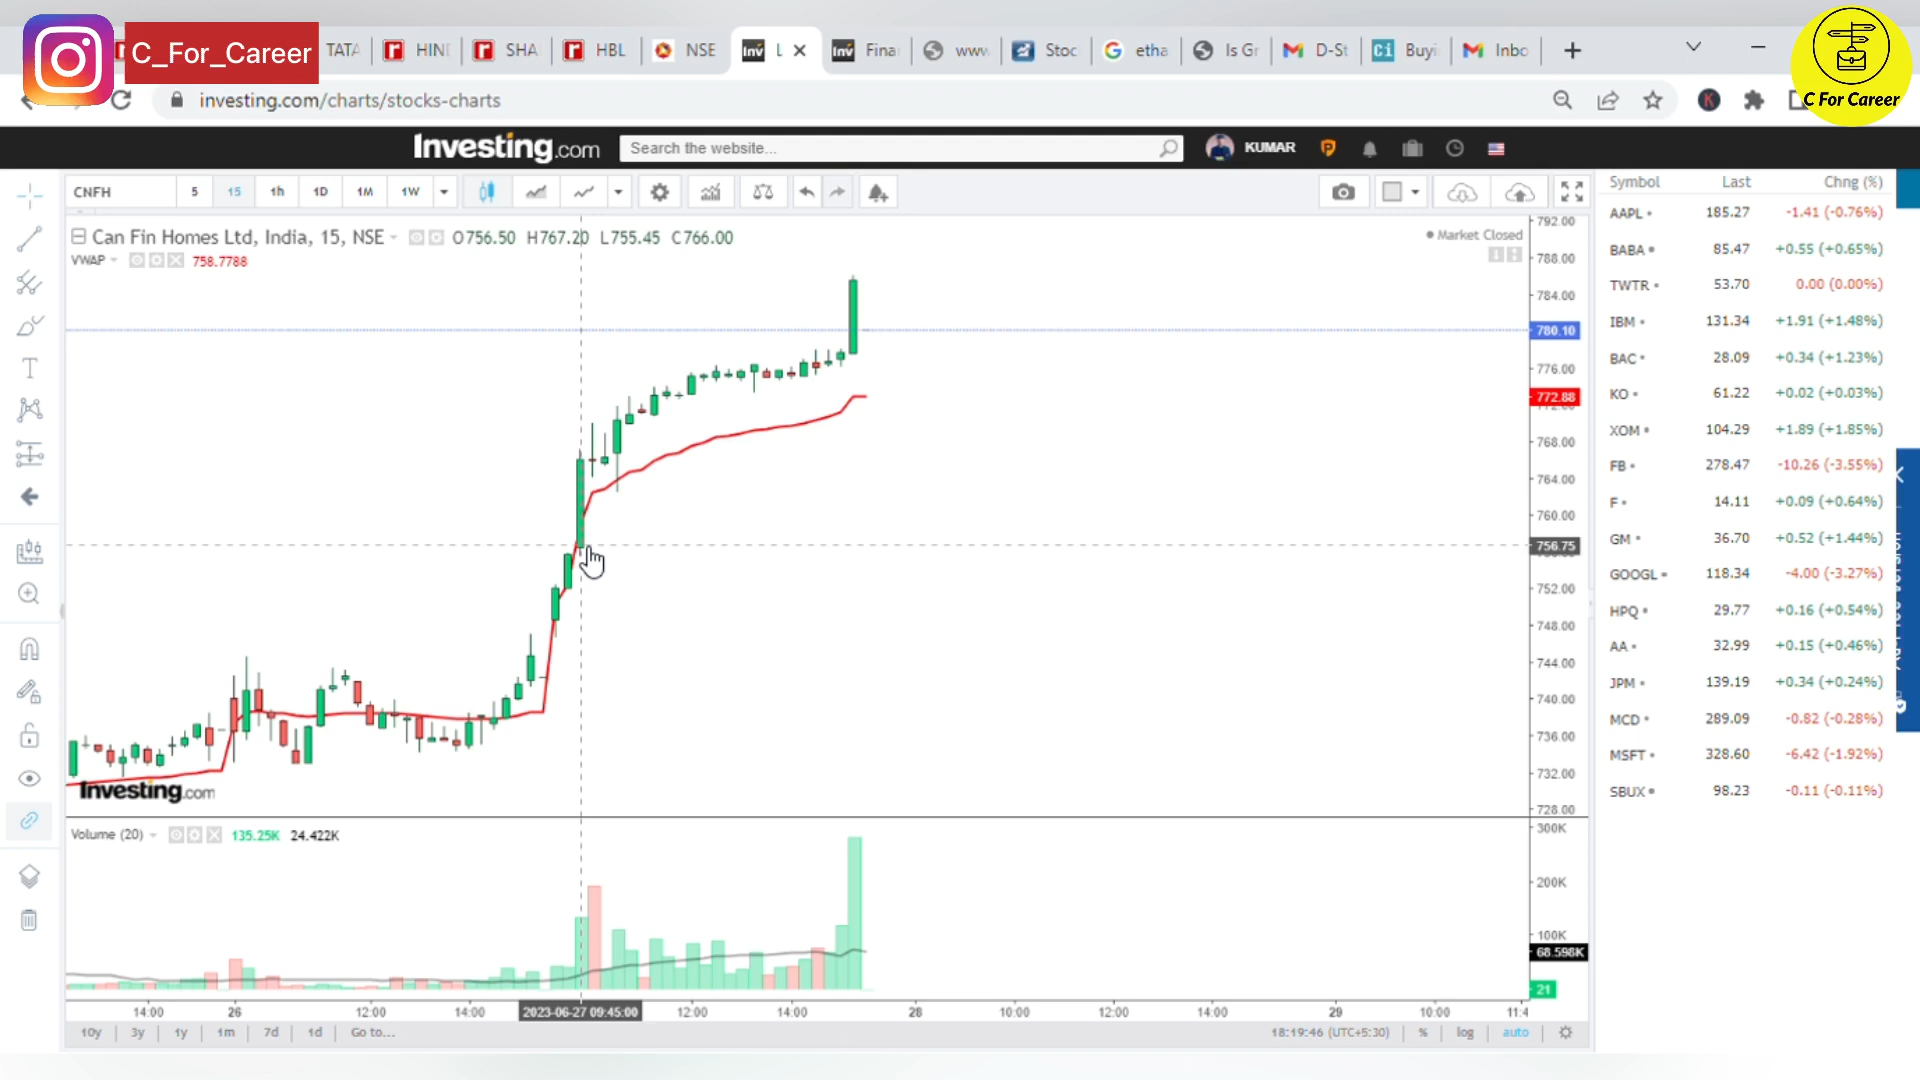 C_For_Career
TATA
HIN
SHA
HBL
NSE
Inv L
Inv Fina
www
Stoc
etha
Is Gr
D-St
Ci Buyi
Inbo
investing.com/charts/stocks-charts
K
C For Career
Investing.com
Search the website...
KUMAR
CNFH 5 15 1h 1D 1M 1W
Can Fin Homes Ltd, India, 15, NSE O756.50 H767.20 L755.45 C766.00
VWAP 758.7788
Market Closed
792.00
788.00
784.00
780.10
776.00
772.88
768.00
764.00
760.00
756.75
752.00
748.00
744.00
740.00
736.00
732.00
728.00
Investing.com
Volume (20) 135.25K 24.422K
300K
200K
100K
68.598K
21
14:00 26 12:00 14:00 2023-06-27 09:45:00 12:00 14:00 28 10:00 12:00 14:00 29 10:00 11:4
10y 3y 1y 1m 7d 1d Go to... 18:19:46 (UTC+5:30) % log auto
Symbol Last Chng (%)
AAPL 185.27 -1.41 (-0.76%)
BABA 85.47 +0.55 (+0.65%)
TWTR 53.70 0.00 (0.00%)
IBM 131.34 +1.91 (+1.48%)
BAC 28.09 +0.34 (+1.23%)
KO 61.22 +0.02 (+0.03%)
XOM 104.29 +1.89 (+1.85%)
FB 278.47 -10.26 (-3.55%)
F 14.11 +0.09 (+0.64%)
GM 36.70 +0.52 (+1.44%)
GOOGL 118.34 -4.00 (-3.27%)
HPQ 29.77 +0.16 (+0.54%)
AA 32.99 +0.15 (+0.46%)
JPM 139.19 +0.34 (+0.24%)
MCD 289.09 -0.82 (-0.28%)
MSFT 328.60 -6.42 (-1.92%)
SBUX 98.23 -0.11 (-0.11%)